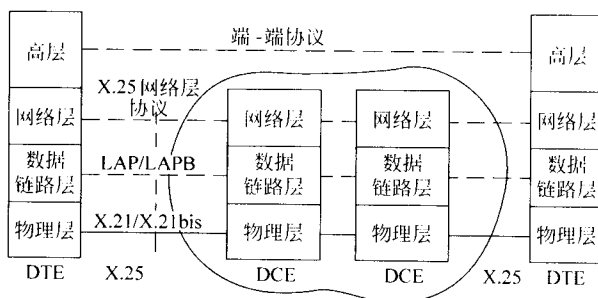 端-端协议
高层
高层
X.25网络层
协议
网络层
网络层
网络层
网络层
LAP/LAPB
数据
链路层
数据
链路层
数据
链路层
数据
链路层
X.21/X.21bis
物理层
物理层
物理层
物理层
DTE
X.25
DCE
DCE
X.25
DTE